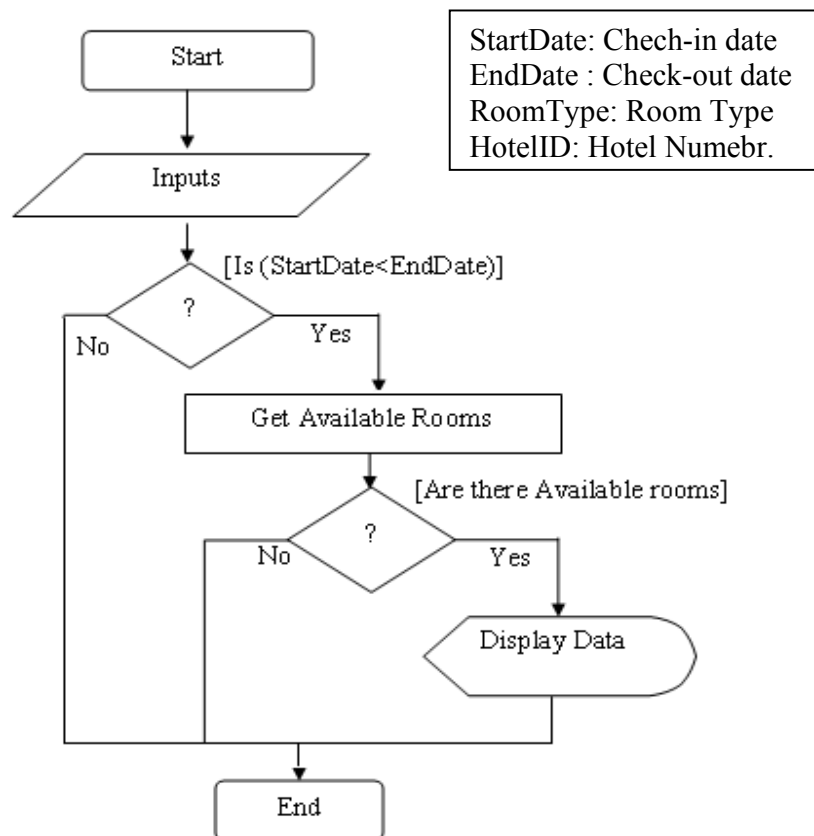 Start
StartDate: Chech-in date
EndDate : Check-out date
RoomType: Room Type
HotelID: Hotel Numebr.
Inputs
[Is (StartDate<EndDate)]
?
No
Yes
Get Available Rooms
[Are there Available rooms]
?
No
Yes
Display Data
End